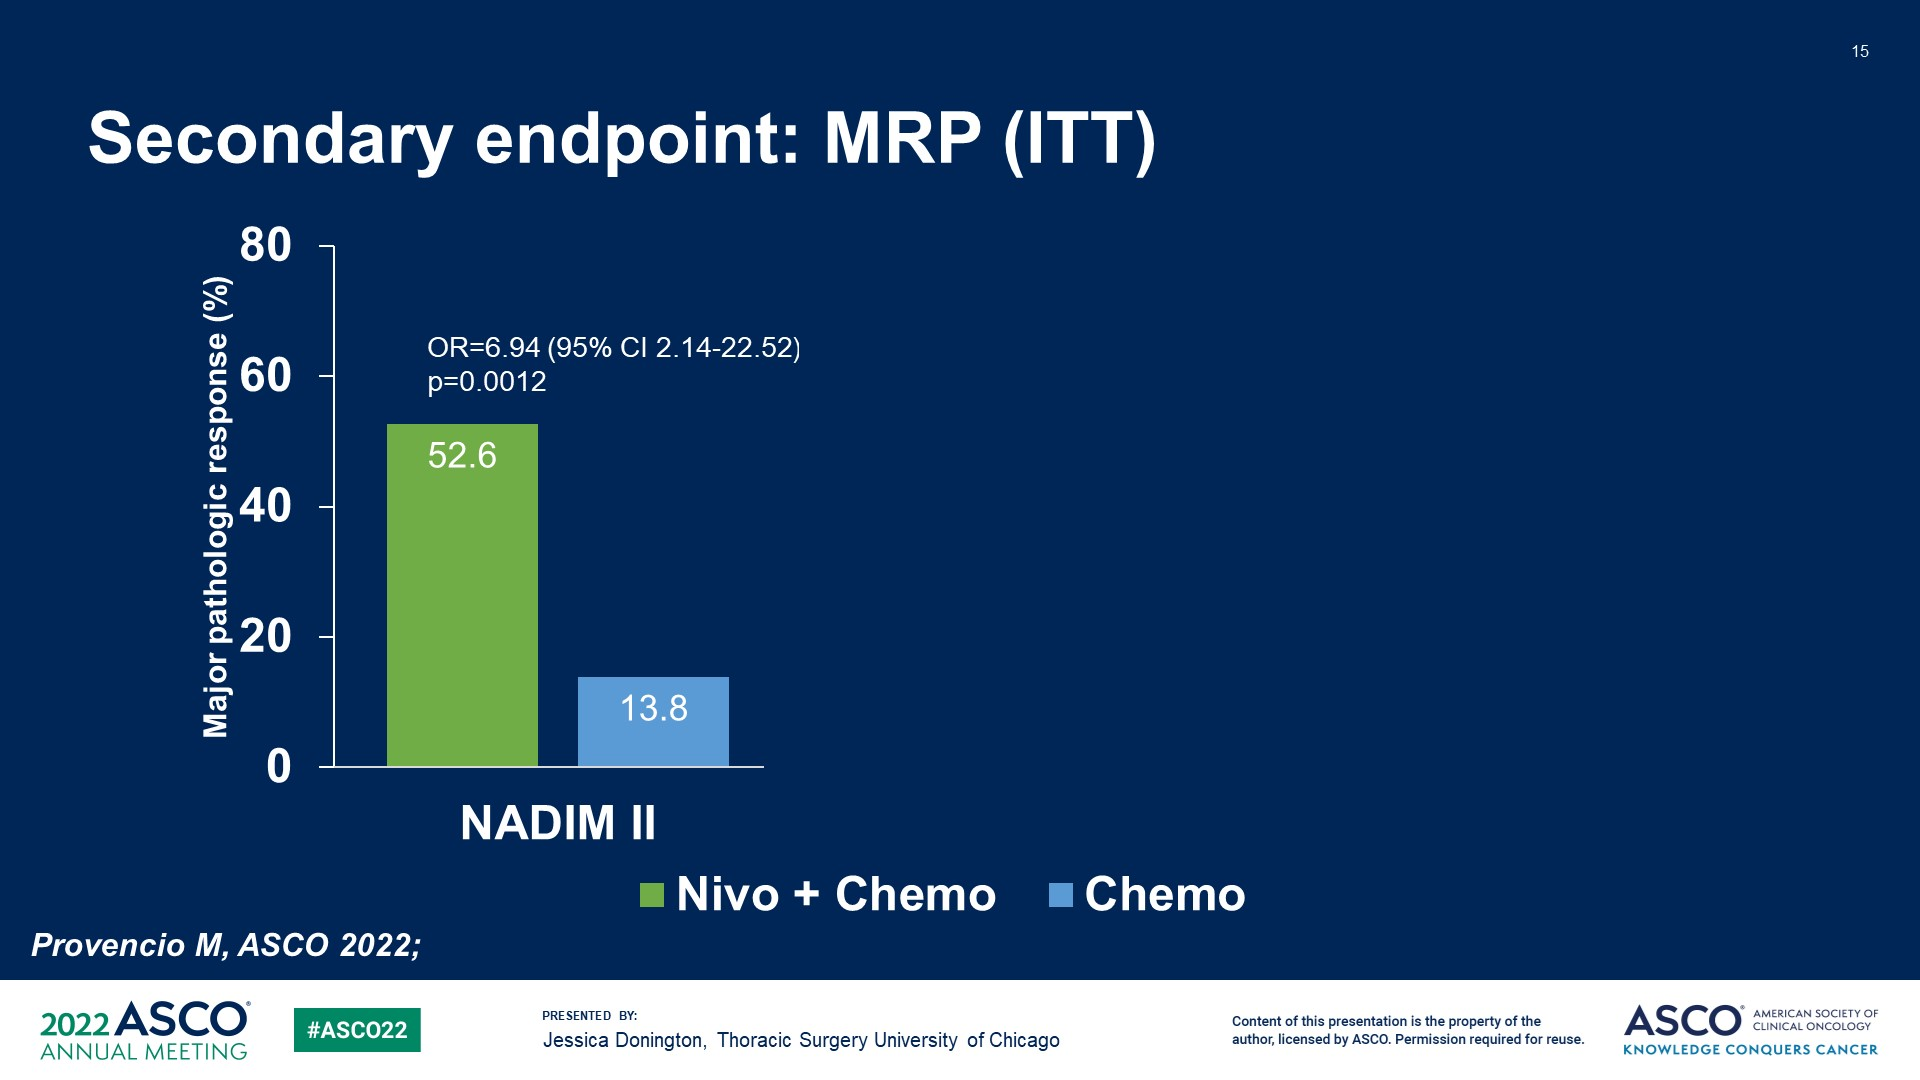 15
Secondary endpoint: MRP (ITT)
80
60
40
20
0
Major pathologic response (%)
OR=6.94 (95% CI 2.14-22.52)
p=0.0012
52.6
13.8
NADIM II
Nivo + Chemo
Chemo
Provencio M, ASCO 2022;
2022 ASCO®
ANNUAL MEETING
#ASCO22
PRESENTED BY:
Jessica Donington, Thoracic Surgery University of Chicago
Content of this presentation is the property of the
author, licensed by ASCO. Permission required for reuse.
ASCO®
AMERICAN SOCIETY OF
CLINICAL ONCOLOGY
KNOWLEDGE CONQUERS CANCER